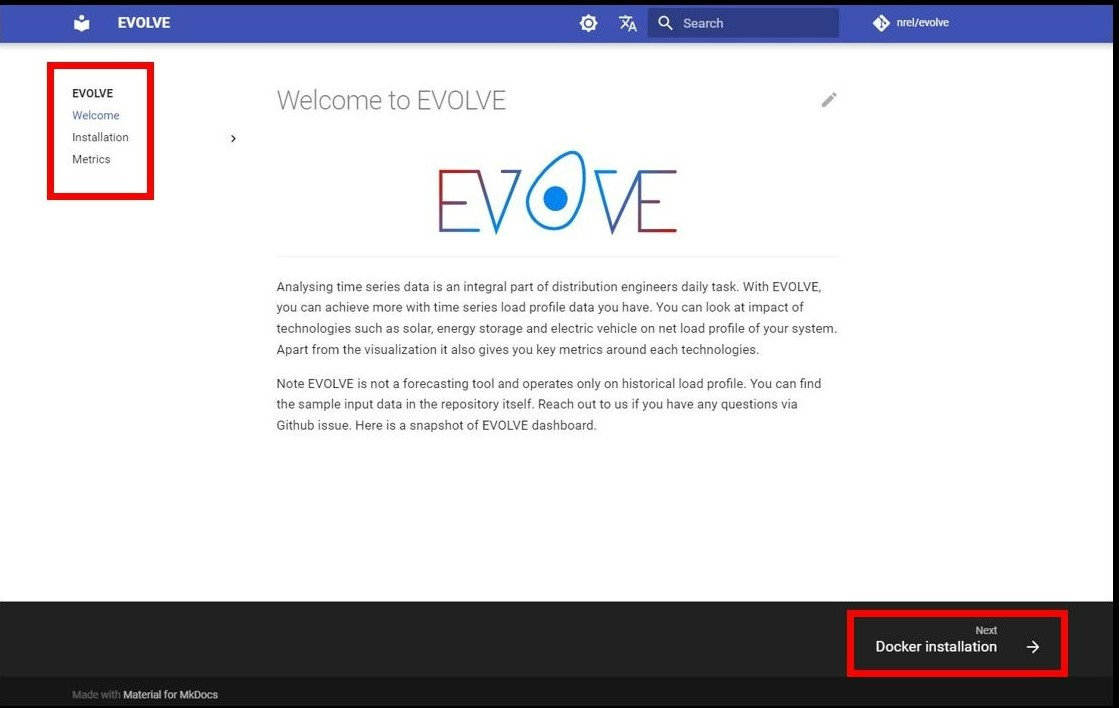 EVOLVE
Search
nrel/evolve
EVOLVE
Welcome
Installation
Metrics
Welcome to EVOLVE
EVOLVE
Analysing time series data is an integral part of distribution engineers daily task. With EVOLVE,
you can achieve more with time series load profile data you have. You can look at impact of
technologies such as solar, energy storage and electric vehicle on net load profile of your system.
Apart from the visualization it also gives you key metrics around each technologies.
Note EVOLVE is not a forecasting tool and operates only on historical load profile. You can find
the sample input data in the repository itself. Reach out to us if you have any questions via
Github issue. Here is a snapshot of EVOLVE dashboard.
Next
Docker installation
Made with Material for MkDocs